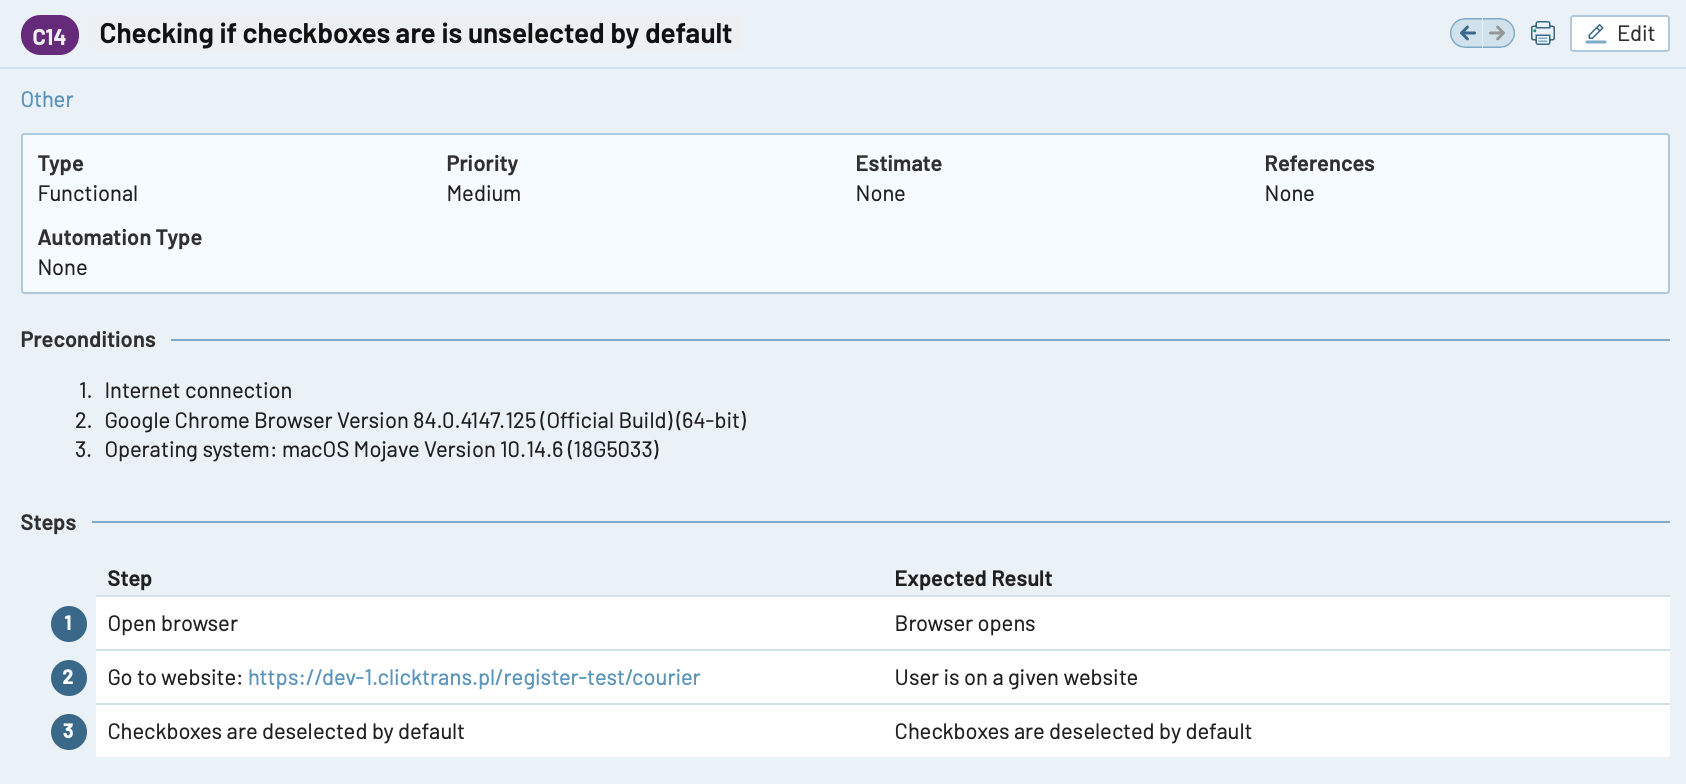 C14 Checking if checkboxes are is unselected by default Edit
Other
Type Priority Estimate References
Functional Medium None None
Automation Type
None
Preconditions
1. Internet connection
2. Google Chrome Browser Version 84.0.4147.125 (Official Build) (64-bit)
3. Operating system: macOS Mojave Version 10.14.6 (18G5033)
Steps
Step Expected Result
1 Open browser Browser opens
2 Go to website: https://dev-1.clicktrans.pl/register-test/courier User is on a given website
3 Checkboxes are deselected by default Checkboxes are deselected by default